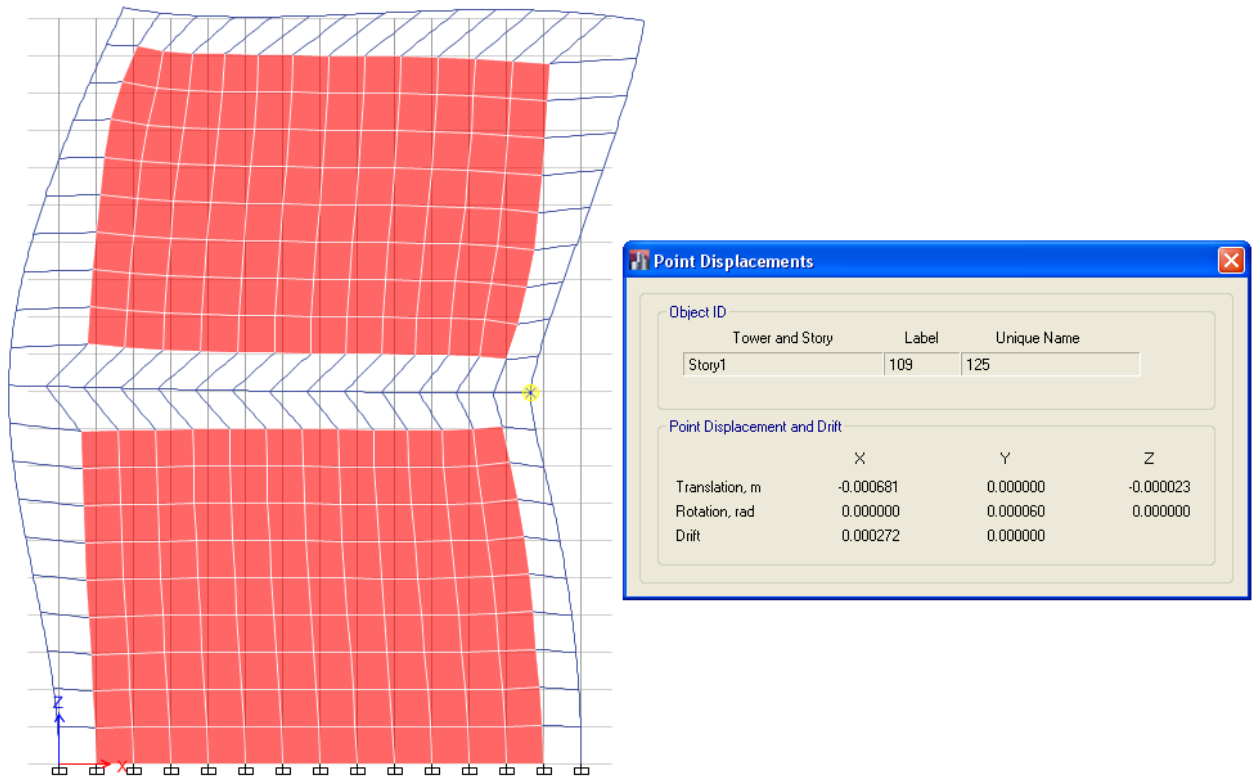 Z
X
Point Displacements
Object ID
Tower and Story Label Unique Name
Story1 109 125
Point Displacement and Drift
X Y Z
Translation, m -0.000681 0.000000 -0.000023
Rotation, rad 0.000000 0.000060 0.000000
Drift 0.000272 0.000000